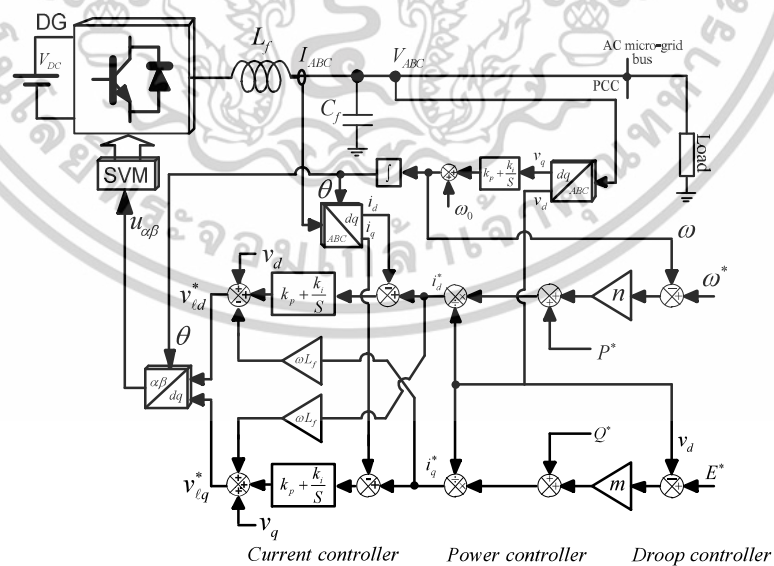 DG
V_DC
L_f
I_ABC
V_ABC
AC micro-grid
bus
PCC
C_f
Load
SVM
θ
∫
ω_0
k_p + k_i/S
v_q
v_d
dq
ABC
u_αβ
dq
ABC
i_d
i_q
ω
v_d
v*_ℓd
k_p + k_i/S
i*_d
n
ω*
θ
ωL_f
P*
αβ
dq
ωL_f
Q*
v_d
v*_ℓq
k_p + k_i/S
i*_q
m
E*
v_q
Current controller Power controller Droop controller